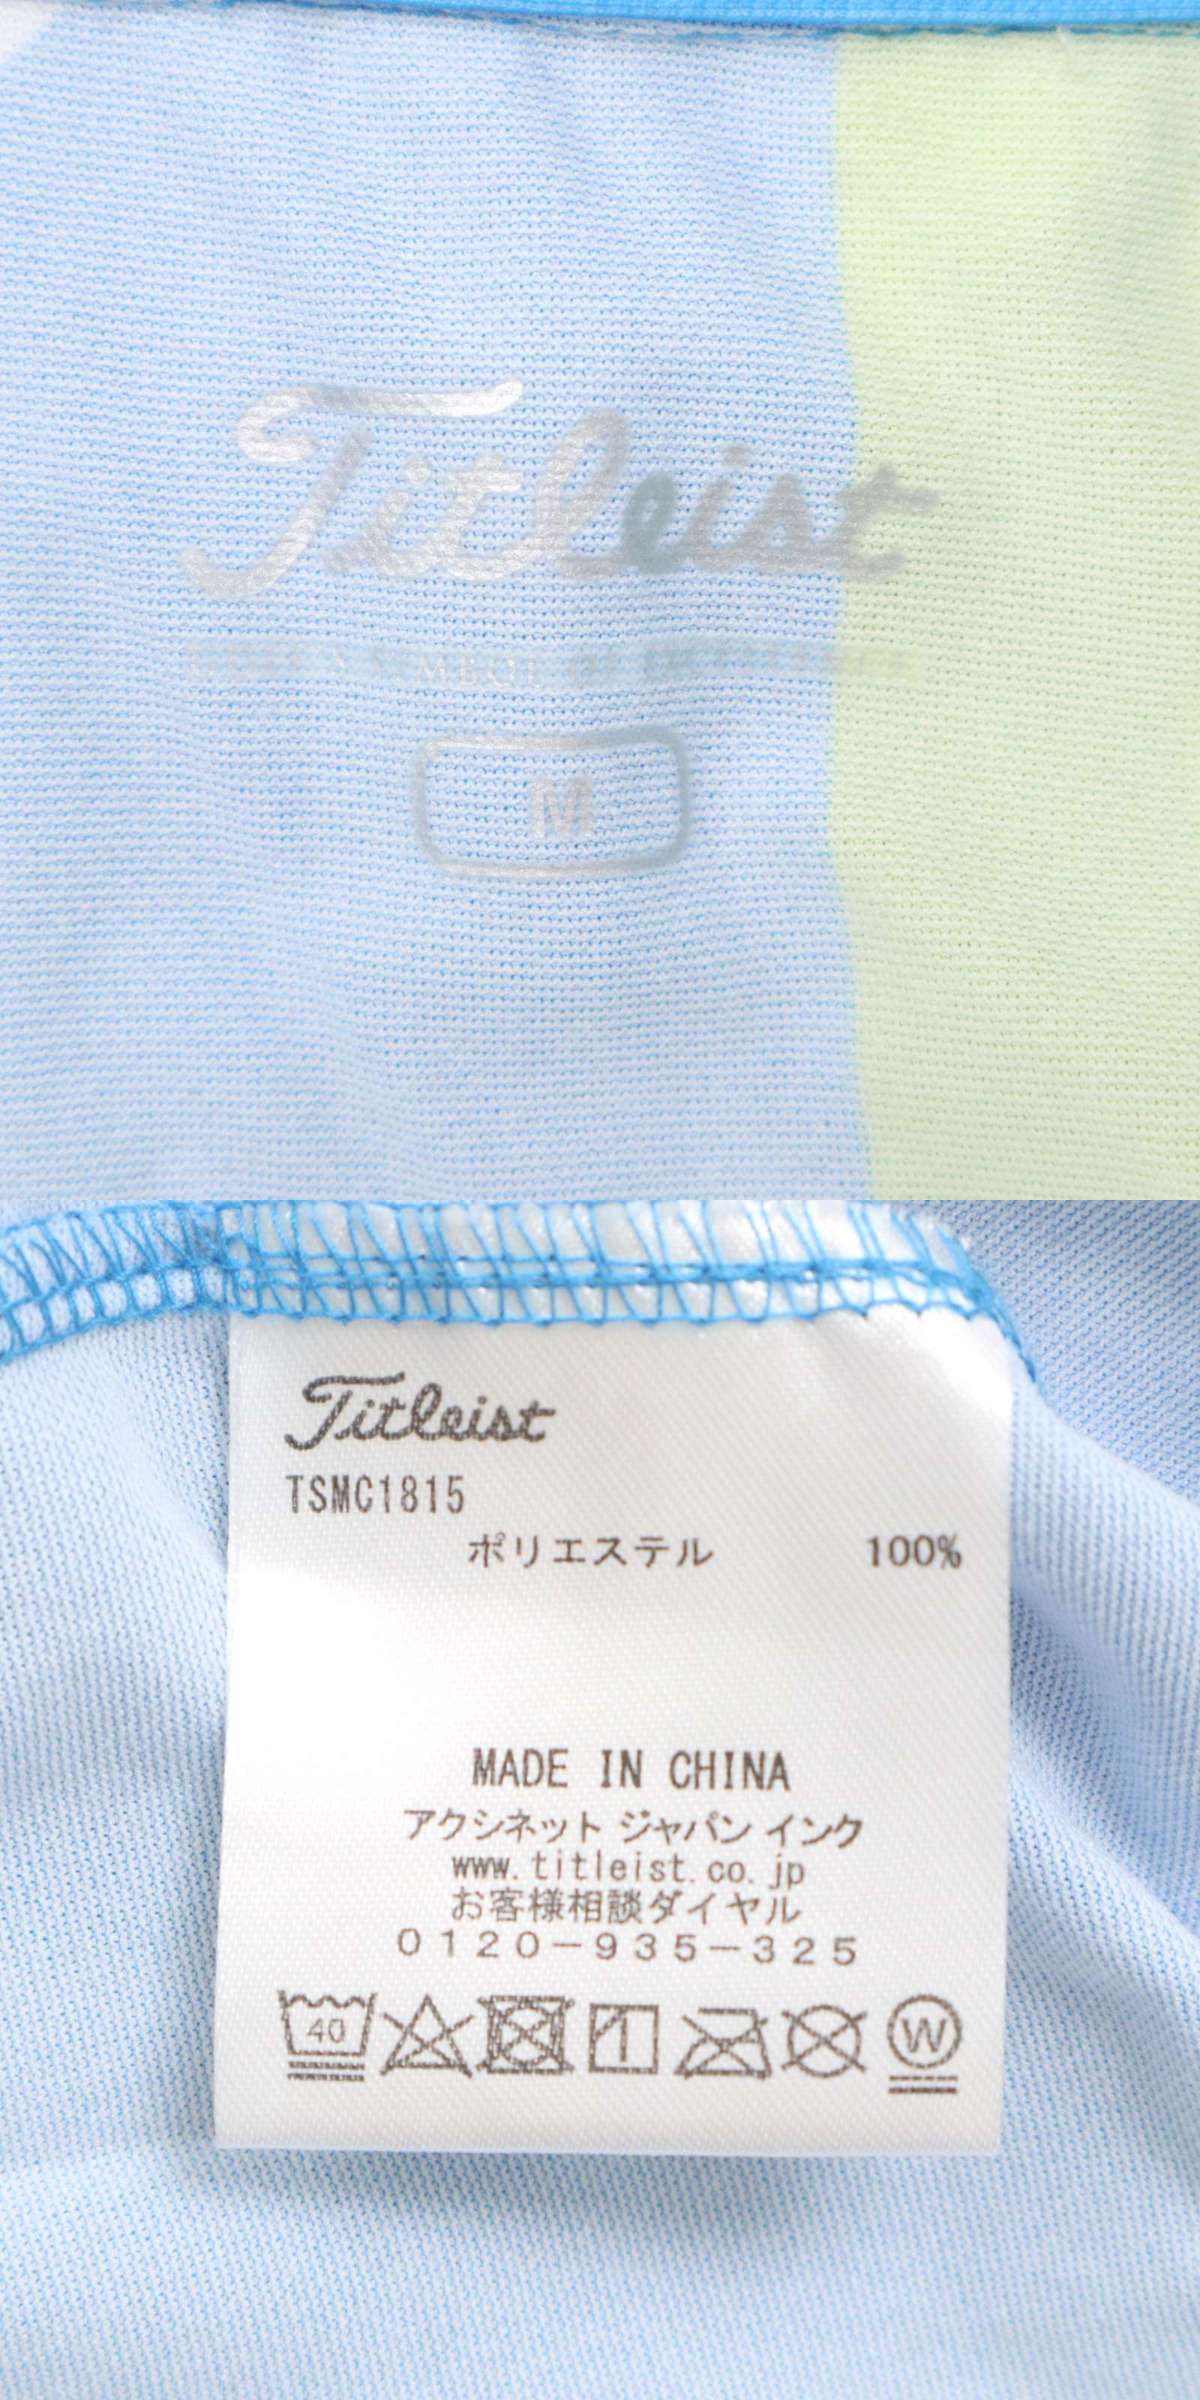 Titleist
SYMBOL OF
M
Titleist
TSMC1815
ポリエステル 100%
MADE IN CHINA
アクシネット ジャパン インク
www.titleist.co.jp
お客様相談ダイヤル
0120-935-325
40
W